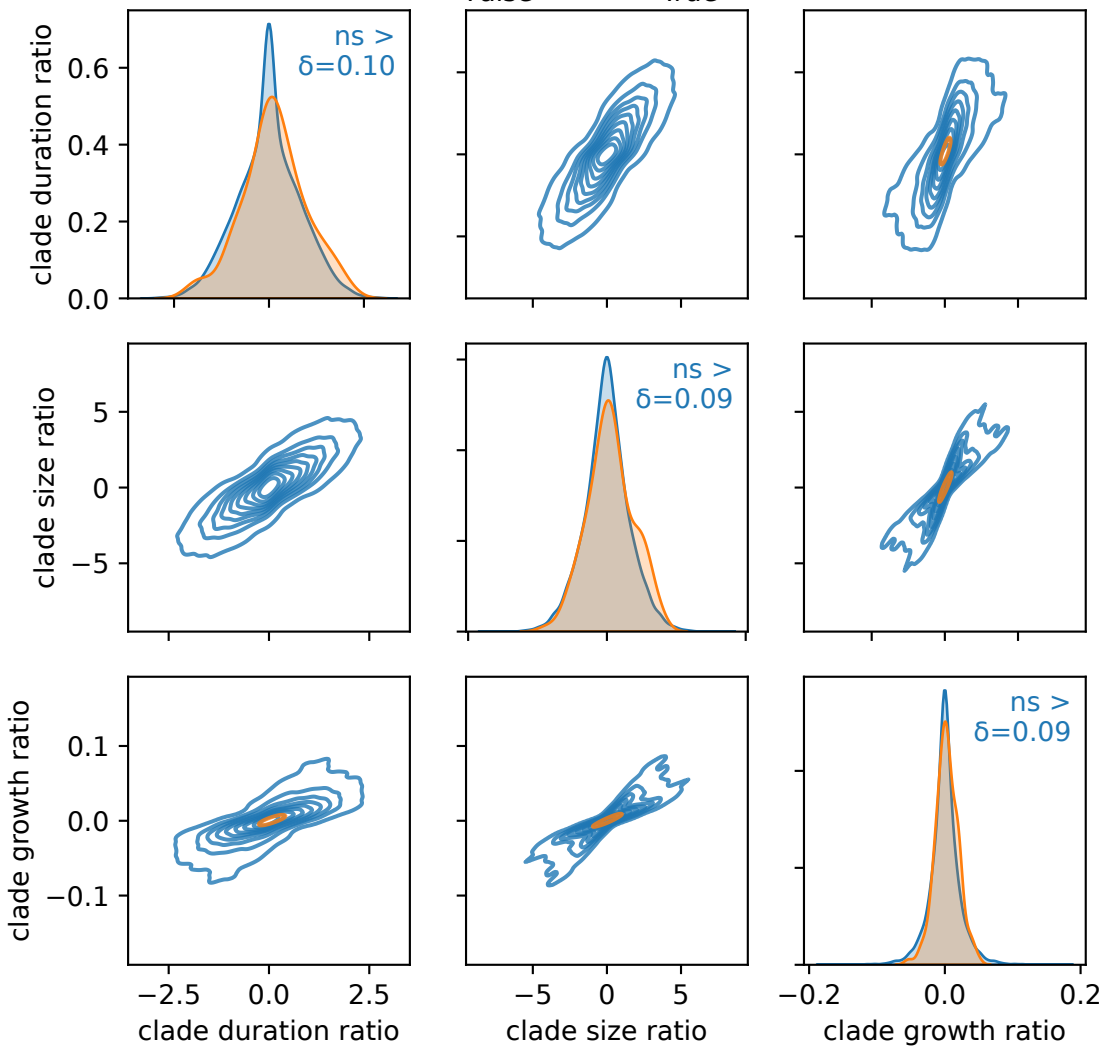 clade duration ratio
0.6
0.4
0.2
0.0
ns >
δ=0.10
clade size ratio
5
0
−5
ns >
δ=0.09
clade growth ratio
0.1
0.0
−0.1
ns >
δ=0.09
−2.5 0.0 2.5
−5 0 5
−0.2 0.0 0.2
clade duration ratio
clade size ratio
clade growth ratio